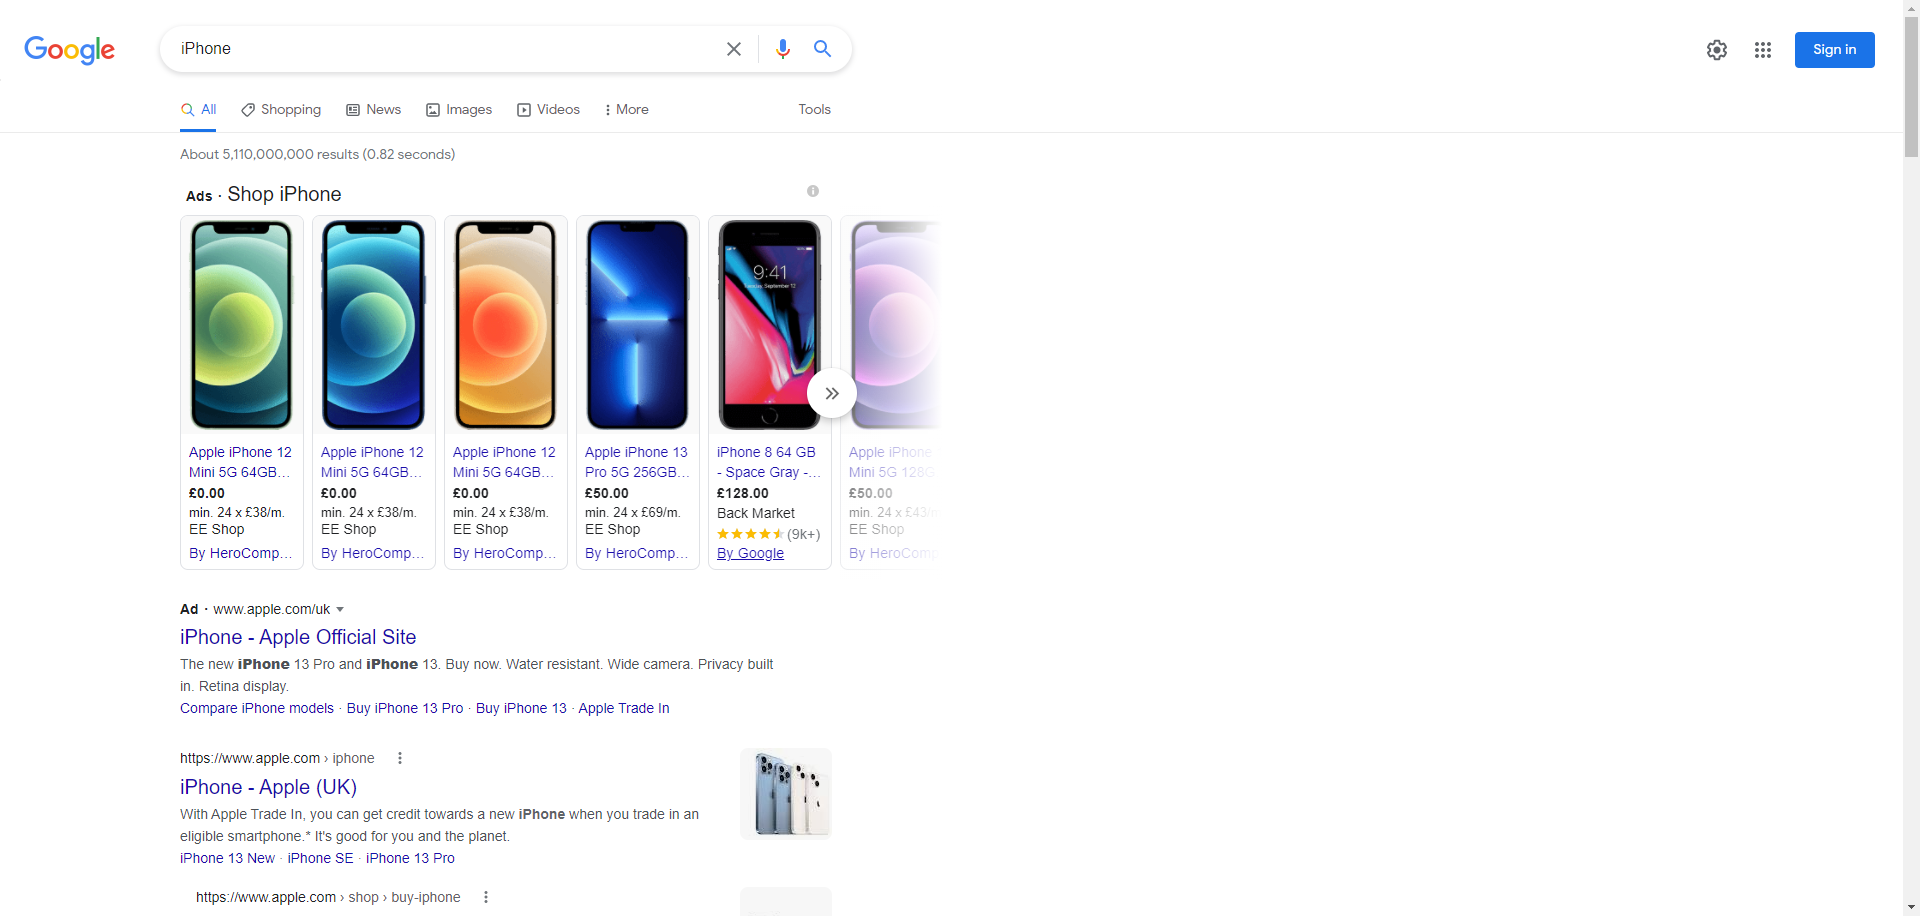 Google
iPhone
Sign in
All
Shopping
News
Images
Videos
More
Tools
About 5,110,000,000 results (0.82 seconds)
Ads · Shop iPhone
9:41
Tuesday, September 12
Apple iPhone 12
Mini 5G 64GB...
£0.00
min. 24 x £38/m.
EE Shop
By HeroComp...
Apple iPhone 12
Mini 5G 64GB...
£0.00
min. 24 x £38/m.
EE Shop
By HeroComp...
Apple iPhone 12
Mini 5G 64GB...
£0.00
min. 24 x £38/m.
EE Shop
By HeroComp...
Apple iPhone 13
Pro 5G 256GB...
£50.00
min. 24 x £69/m.
EE Shop
By HeroComp...
iPhone 8 64 GB
- Space Gray -...
£128.00
Back Market
(9k+)
By Google
Apple iPhone
Mini 5G 128G
£50.00
min. 24 x £43/m
EE Shop
By HeroComp
Ad · www.apple.com/uk
iPhone - Apple Official Site
The new iPhone 13 Pro and iPhone 13. Buy now. Water resistant. Wide camera. Privacy built
in. Retina display.
Compare iPhone models · Buy iPhone 13 Pro · Buy iPhone 13 · Apple Trade In
https://www.apple.com › iphone
iPhone - Apple (UK)
With Apple Trade In, you can get credit towards a new iPhone when you trade in an
eligible smartphone.* It's good for you and the planet.
iPhone 13 New · iPhone SE · iPhone 13 Pro
https://www.apple.com › shop › buy-iphone